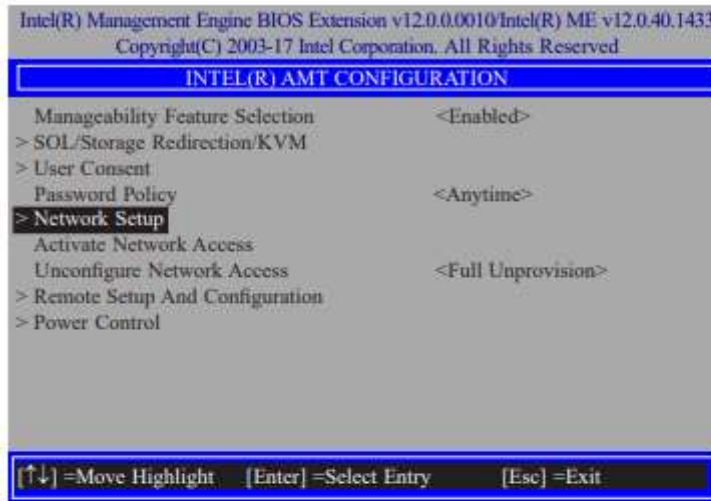 Intel(R) Management Engine BIOS Extension v12.0.0.0010/Intel(R) ME v12.0.40.1433
Copyright(C) 2003-17 Intel Corporation. All Rights Reserved
INTEL(R) AMT CONFIGURATION
Manageability Feature Selection <Enabled>
> SOL/Storage Redirection/KVM
> User Consent
Password Policy <Anytime>
> Network Setup
Activate Network Access
Unconfigure Network Access <Full Unprovision>
> Remote Setup And Configuration
> Power Control
[↑↓] =Move Highlight [Enter] =Select Entry [Esc] =Exit